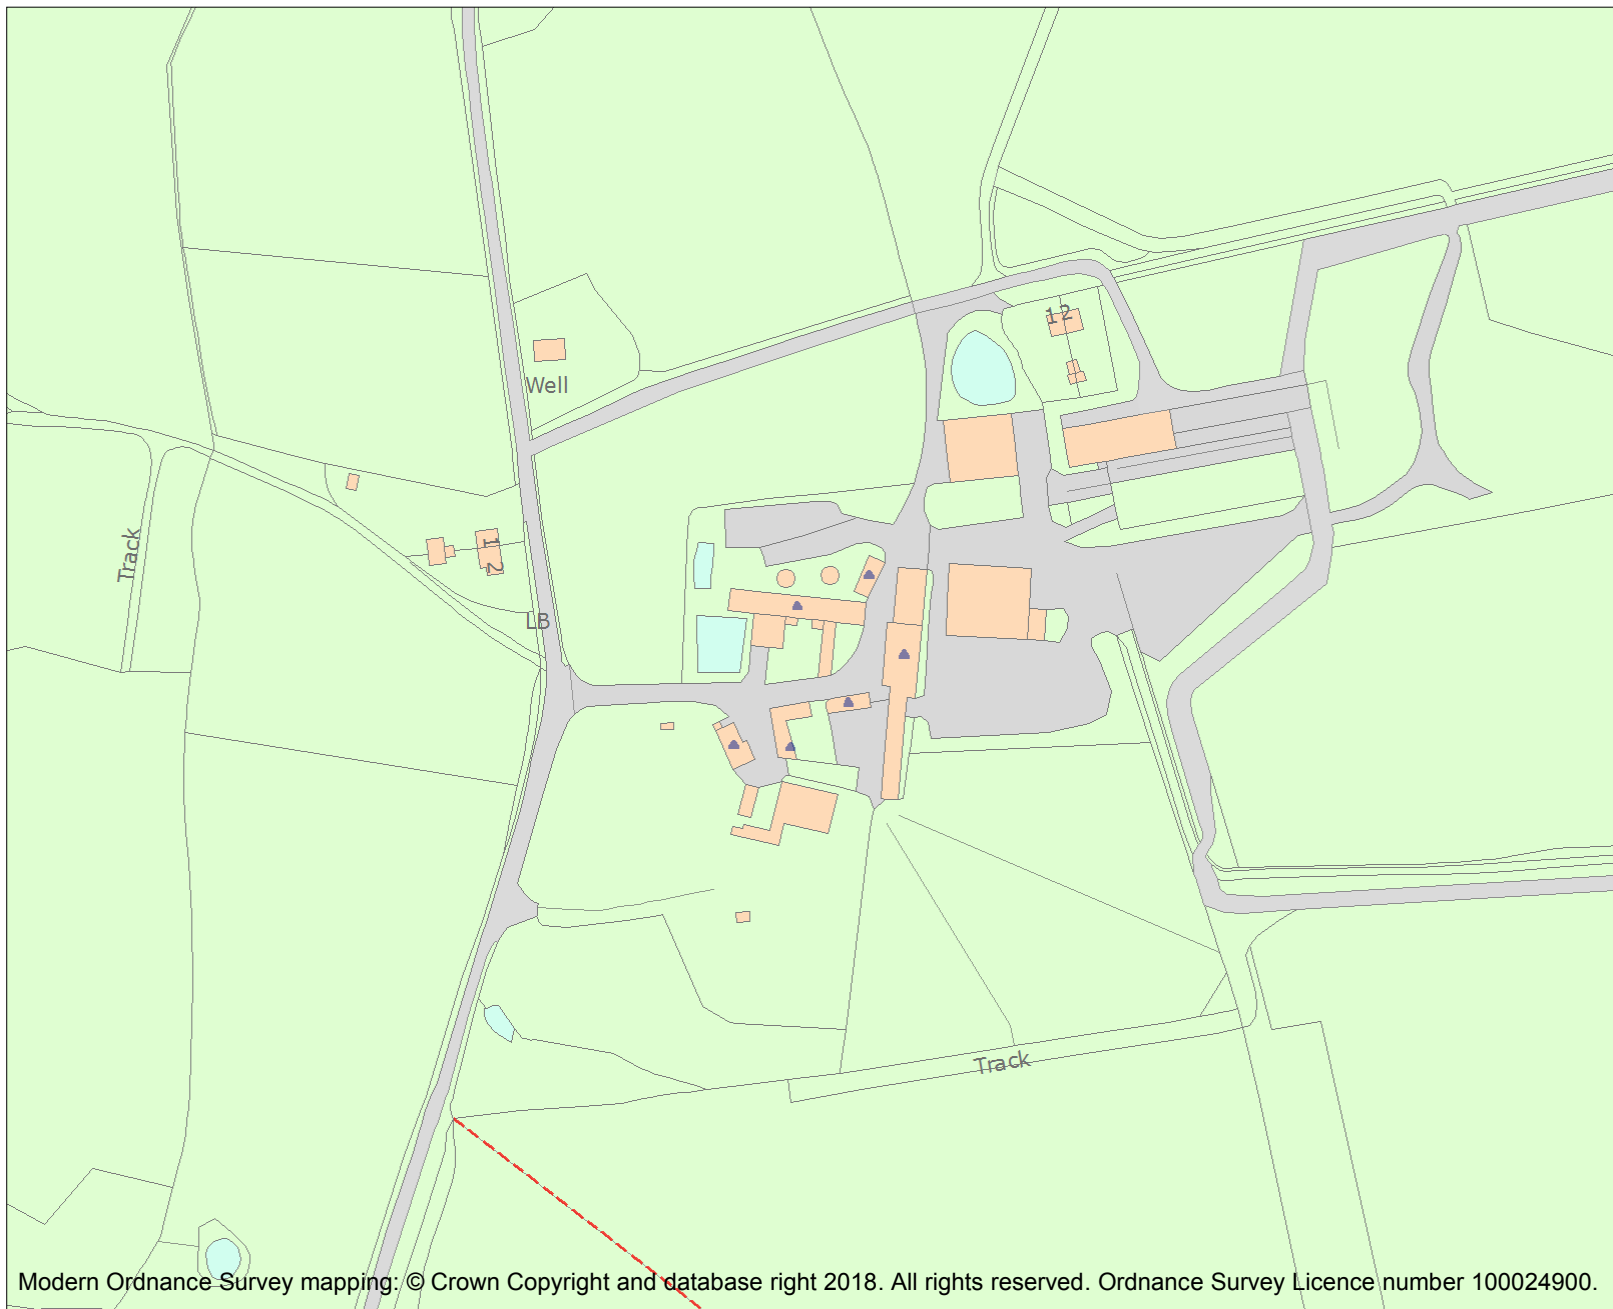 1 2
Well
Track
1 2
LB
Track
Modern Ordnance Survey mapping: © Crown Copyright and database right 2018. All rights reserved. Ordnance Survey Licence number 100024900.